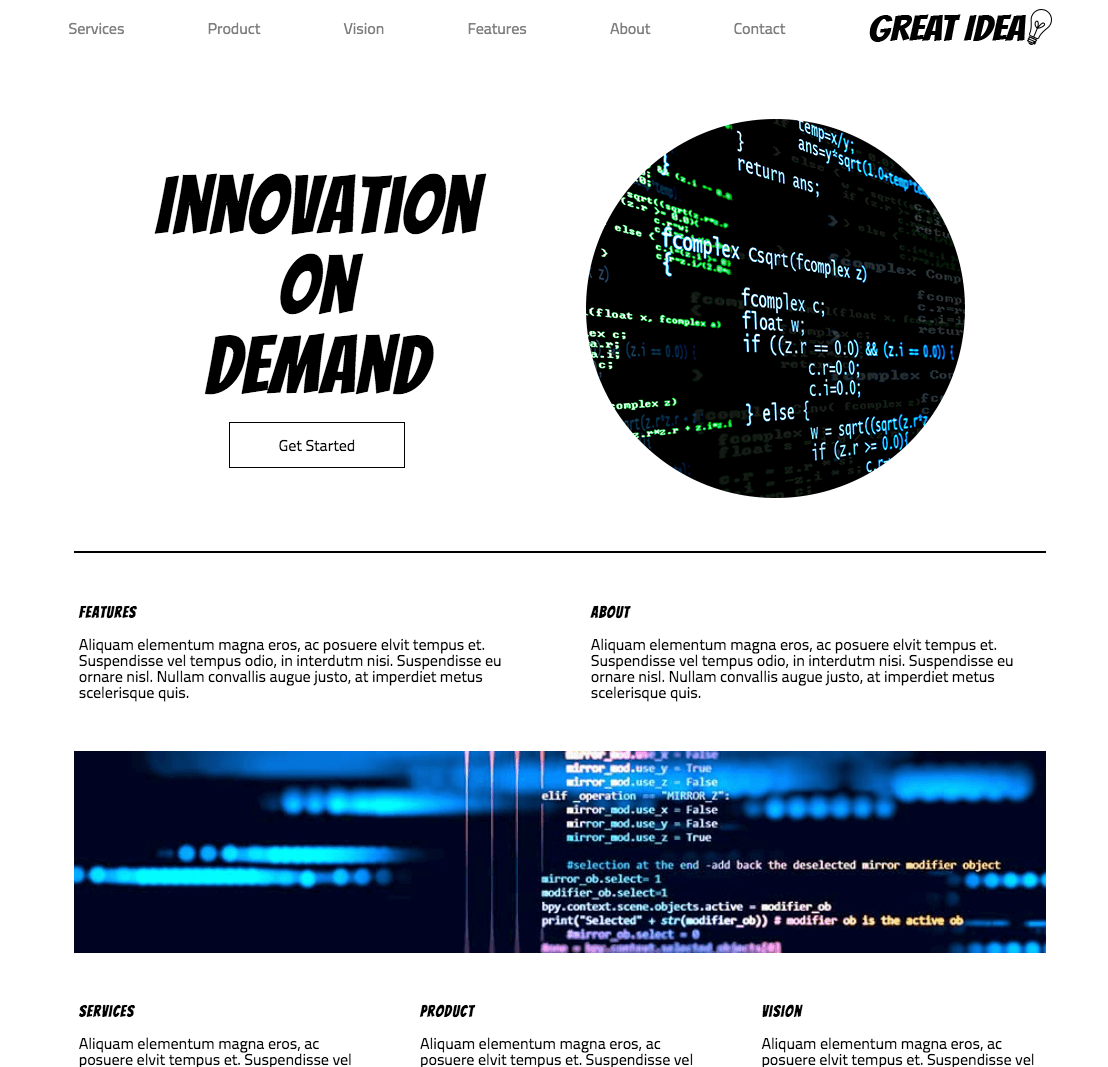 Services Product Vision Features About Contact GREAT IDEA
INNOVATION
ON
DEMAND
Get Started
temp=x/y;
}
ans=y*sqrt(1.0+temp*temp
return ans;
else {
fcomplex Csqrt(fcomplex z)
{
fcomplex c;
(float x, fcomplex a)
float w;
if ((z.r == 0.0) && (z.i == 0.0)) {
c.r=0.0;
c.i=0.0;
} else {
w = sqrt((sqrt(z.r*z
if (z.r >= 0.0){
FEATURES
Aliquam elementum magna eros, ac posuere elvit tempus et.
Suspendisse vel tempus odio, in interdutm nisi. Suspendisse eu
ornare nisl. Nullam convallis augue justo, at imperdiet metus
scelerisque quis.
ABOUT
Aliquam elementum magna eros, ac posuere elvit tempus et.
Suspendisse vel tempus odio, in interdutm nisi. Suspendisse eu
ornare nisl. Nullam convallis augue justo, at imperdiet metus
scelerisque quis.
mirror_mod.use_x = False
mirror_mod.use_y = True
mirror_mod.use_z = False
elif _operation == "MIRROR_Z":
mirror_mod.use_x = False
mirror_mod.use_y = False
mirror_mod.use_z = True
#selection at the end -add back the deselected mirror modifier object
mirror_ob.select= 1
modifier_ob.select=1
bpy.context.scene.objects.active = modifier_ob
print("Selected" + str(modifier_ob)) # modifier ob is the active ob
#mirror_ob.select = 0
= bpy.context.selected_objects[0]
SERVICES
Aliquam elementum magna eros, ac
posuere elvit tempus et. Suspendisse vel
PRODUCT
Aliquam elementum magna eros, ac
posuere elvit tempus et. Suspendisse vel
VISION
Aliquam elementum magna eros, ac
posuere elvit tempus et. Suspendisse vel